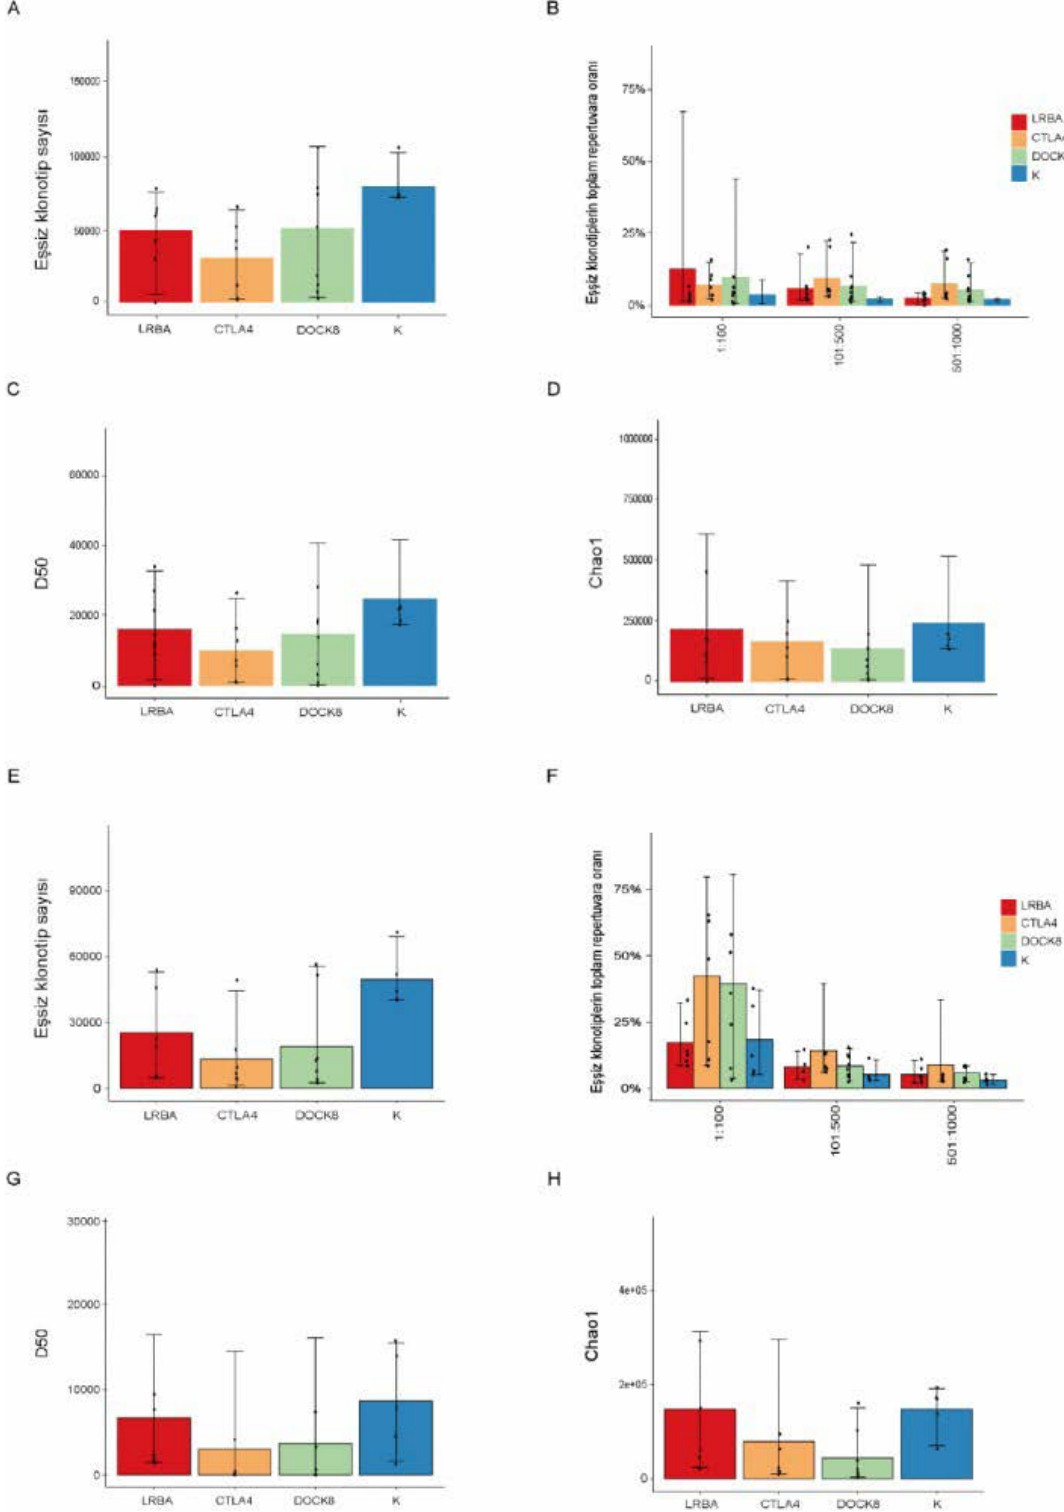 A
Eşsiz klonotip sayısı
150000
100000
50000
0
LRBA
CTLA4
DOCK8
K
B
Eşsiz klonotiplerin toplam repertuvara oranı
75%
50%
25%
0%
1:100
101:500
501:1000
LRBA
CTLA4
DOCK
K
C
D50
60000
40000
20000
0
LRBA
CTLA4
DOCK8
K
D
Chao1
1000000
750000
500000
250000
0
LRBA
CTLA4
DOCK8
K
E
Eşsiz klonotip sayısı
90000
60000
30000
0
LRBA
CTLA4
DOCK8
K
F
Eşsiz klonotiplerin toplam repertuvara oranı
75%
50%
25%
0%
1:100
101:500
501:1000
LRBA
CTLA4
DOCK8
K
G
D50
30000
20000
10000
0
LRBA
CTLA4
DOCK8
K
H
Chao1
4e+05
2e+05
0
LRBA
CTLA4
DOCK8
K